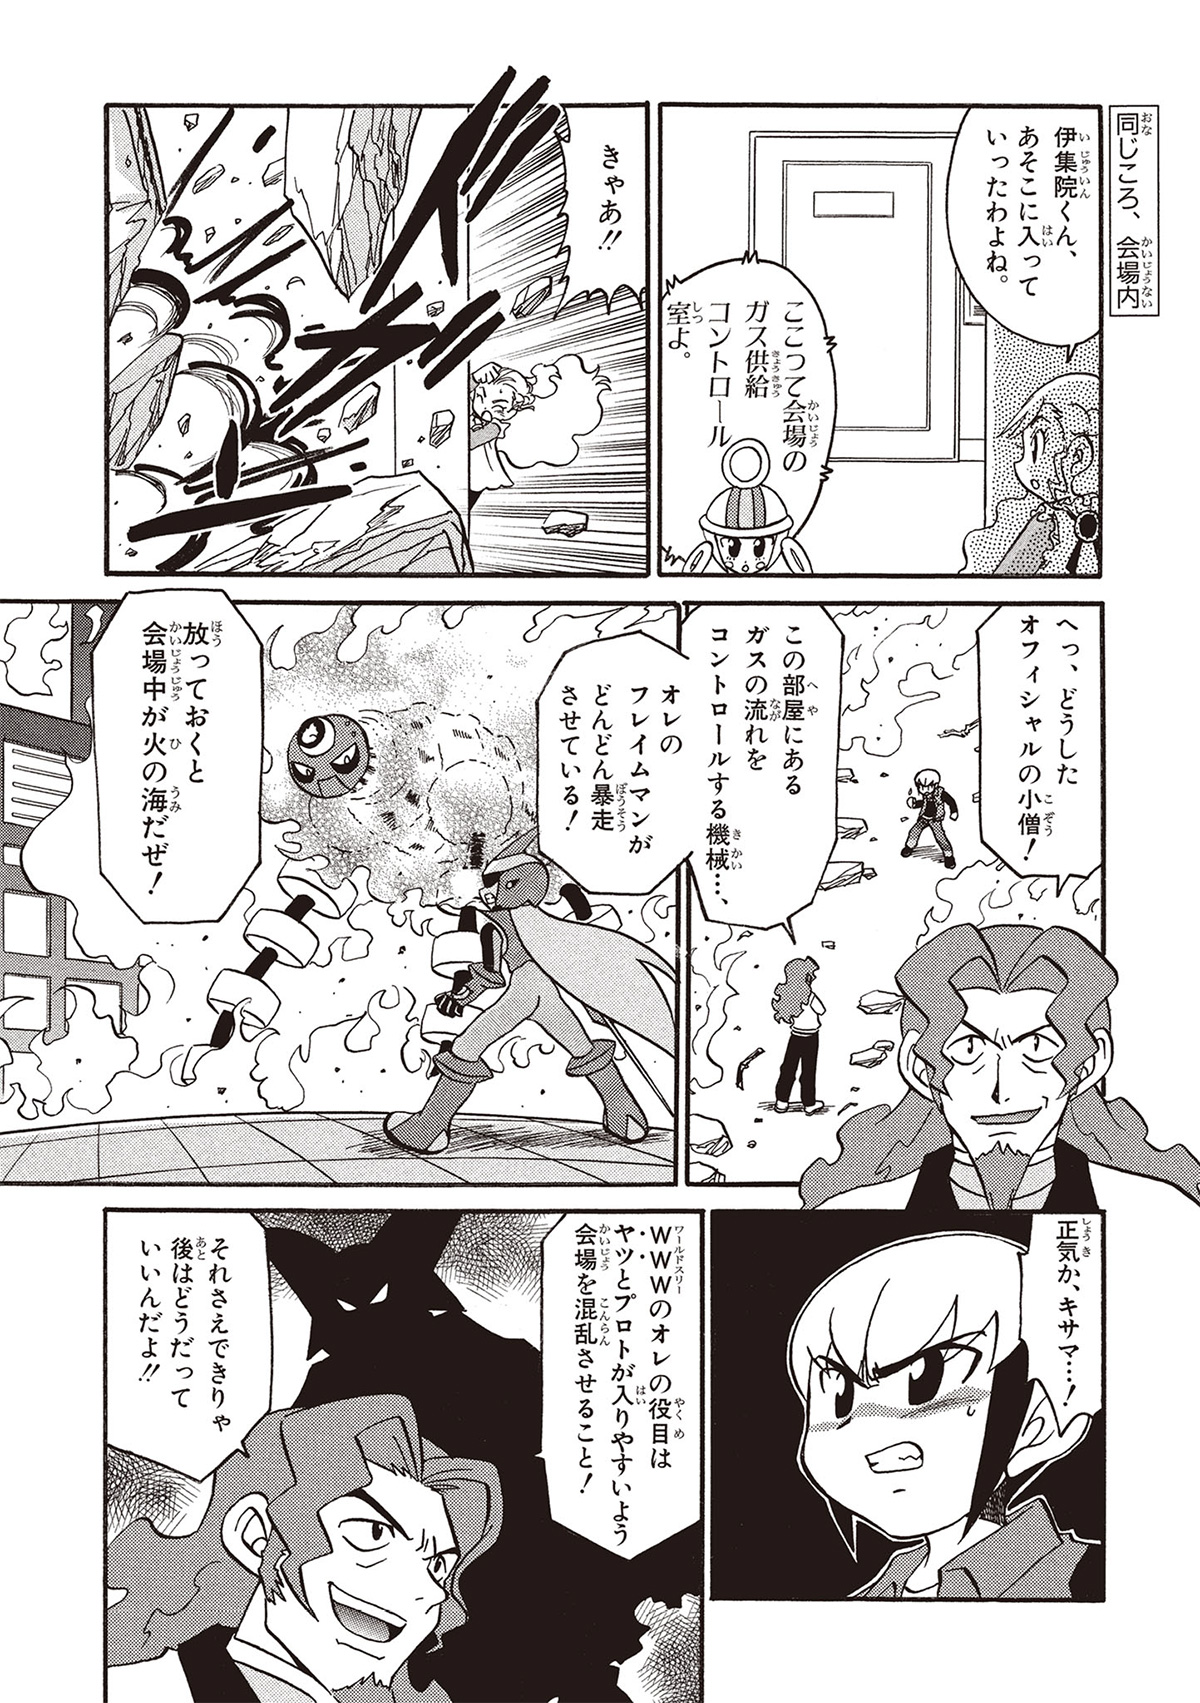 同じころ、会場内
伊集院くん、
あそこに入って
いったわよね。
ここって会場の
ガス供給
コントロール
室よ。
きゃあ!!
ドガガッ
へっ、どうした
オフィシャルの小僧!
この部屋にある
ガスの流れを
コントロールする機械…、
オレの
フレイムマンが
どんどん暴走
させている!
放っておくと
会場中が火の海だぜ!
正気か、キサマ…!
WWWのオレの役目は
ヤツとプロトが入りやすいよう
会場を混乱させること!
それさえできりゃ
後はどうだって
いいんだよ!!